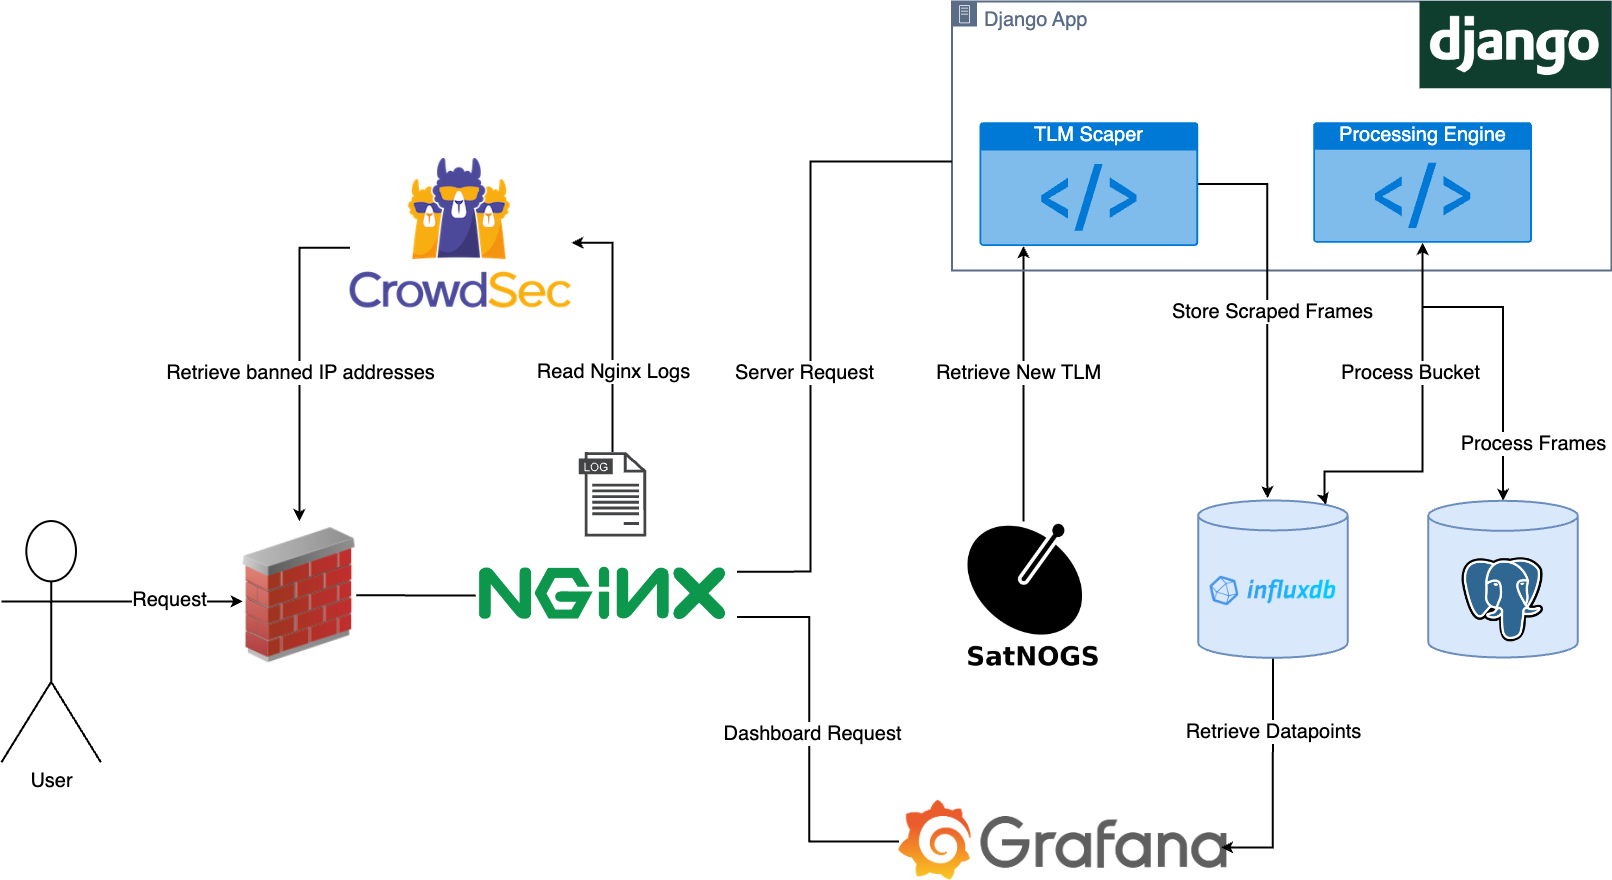 Django App
django
TLM Scaper
Processing Engine
CrowdSec
Store Scraped Frames
Retrieve banned IP addresses
Read Nginx Logs
Server Request
Retrieve New TLM
Process Bucket
Process Frames
LOG
Request
NGINX
influxdb
SatNOGS
Dashboard Request
Retrieve Datapoints
User
Grafana